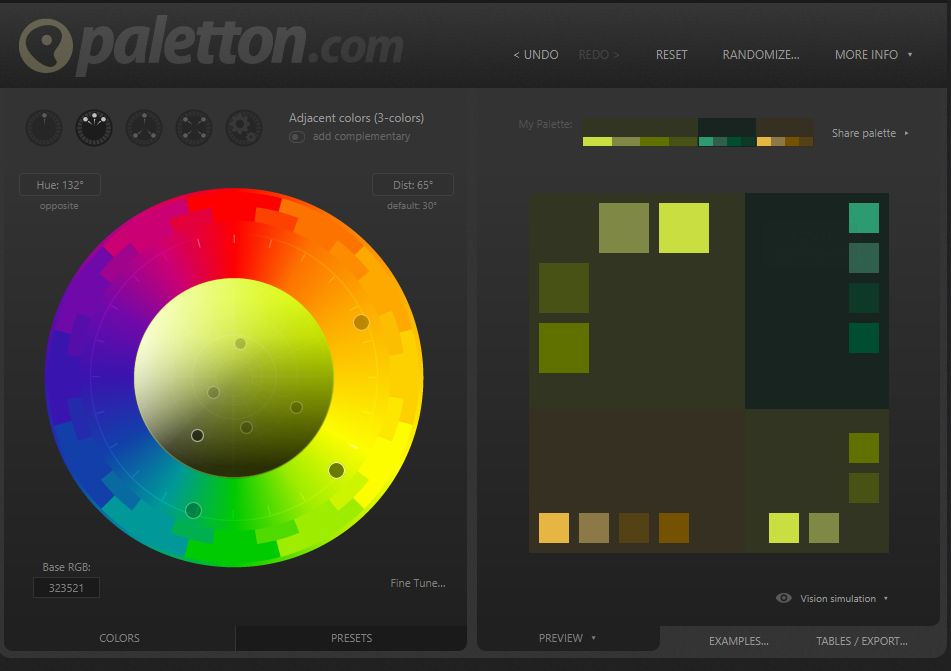 paletton.com
< UNDO REDO > RESET RANDOMIZE... MORE INFO ▾
Adjacent colors (3-colors)
add complementary
My Palette:
Share palette ▸
Hue: 132°
opposite
Dist: 65°
default: 30°
Base RGB:
323521
Fine Tune...
Vision simulation ▾
COLORS PRESETS
PREVIEW ▾ EXAMPLES... TABLES / EXPORT...